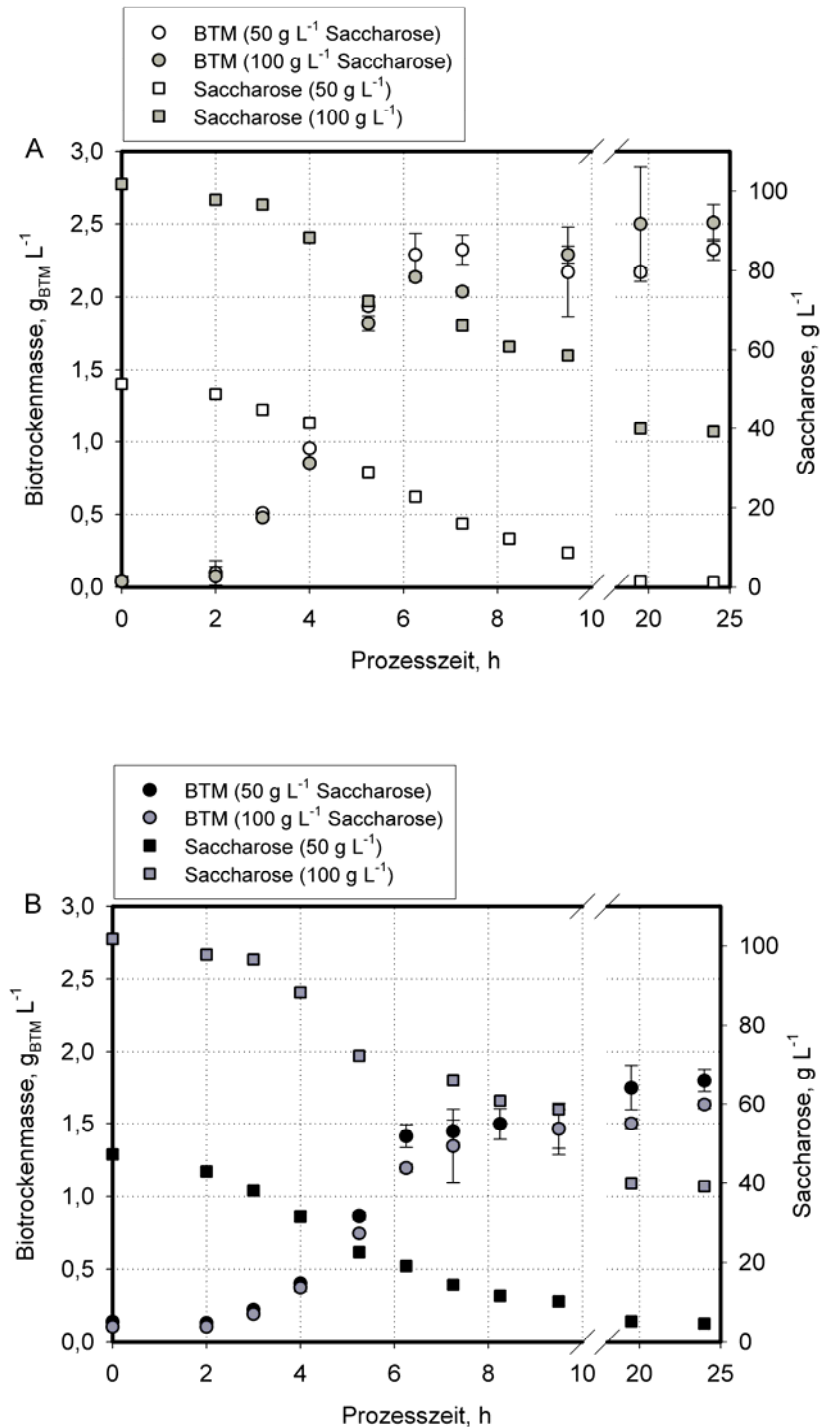 BTM (50 g L⁻¹ Saccharose)
BTM (100 g L⁻¹ Saccharose)
Saccharose (50 g L⁻¹)
Saccharose (100 g L⁻¹)
A
3,0
2,5
2,0
1,5
1,0
0,5
0,0
Biotrockenmasse, g_BTM L⁻¹
100
80
60
40
20
0
Saccharose, g L⁻¹
0 2 4 6 8 10 20 25
Prozesszeit, h
BTM (50 g L⁻¹ Saccharose)
BTM (100 g L⁻¹ Saccharose)
Saccharose (50 g L⁻¹)
Saccharose (100 g L⁻¹)
B
3,0
2,5
2,0
1,5
1,0
0,5
0,0
Biotrockenmasse, g_BTM L⁻¹
100
80
60
40
20
0
Saccharose, g L⁻¹
0 2 4 6 8 10 20 25
Prozesszeit, h